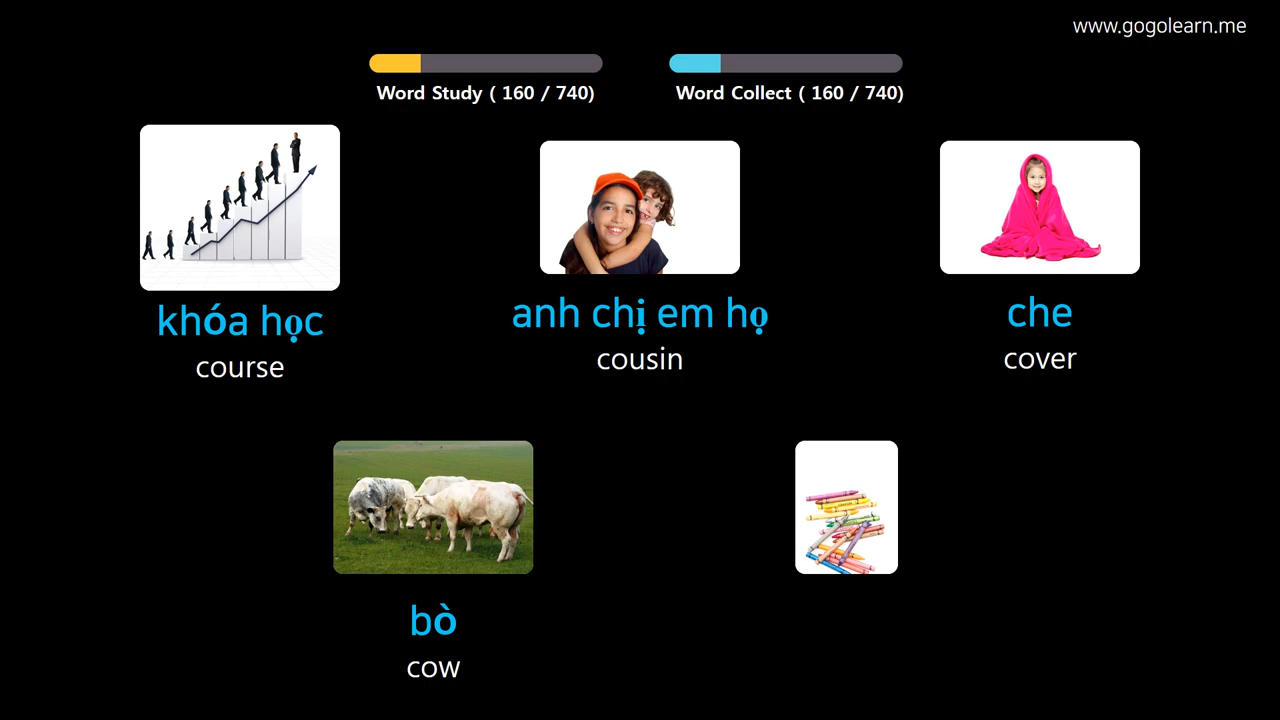 www.gogolearn.me
Word Study ( 160 / 740)
Word Collect ( 160 / 740)
khóa học
course
anh chị em họ
cousin
che
cover
bò
cow